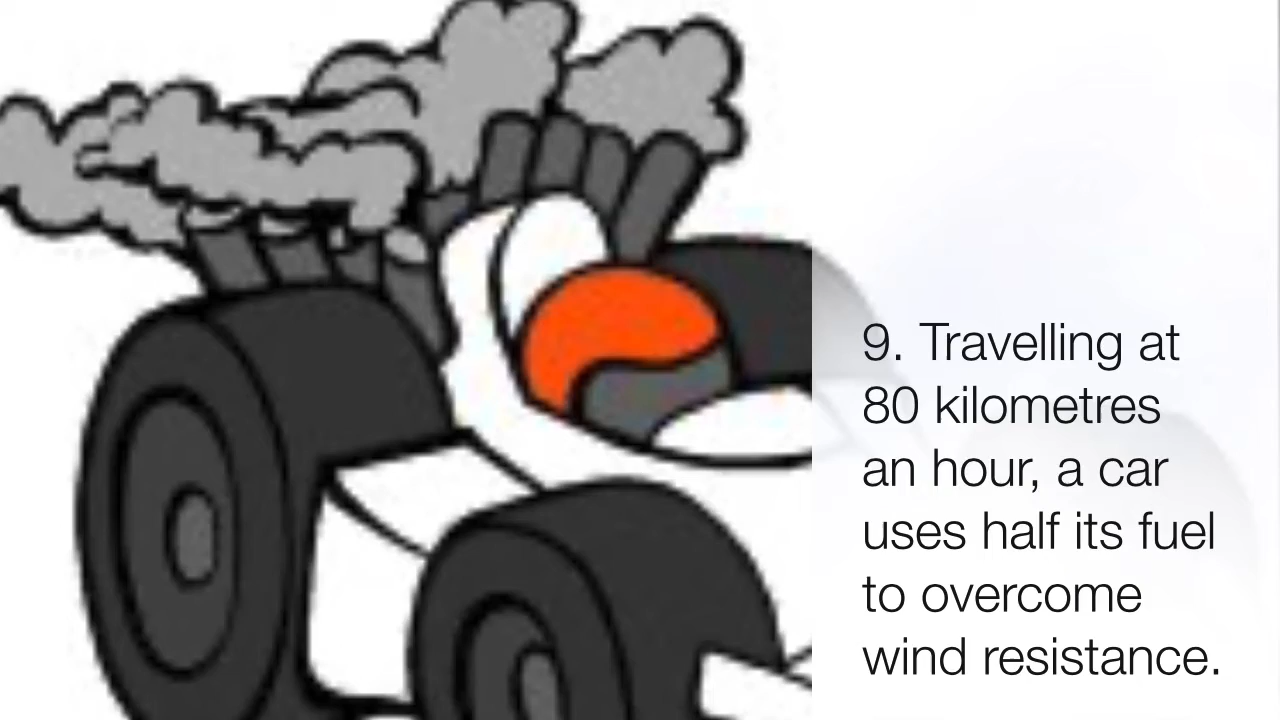 9. Travelling at
80 kilometres
an hour, a car
uses half its fuel
to overcome
wind resistance.